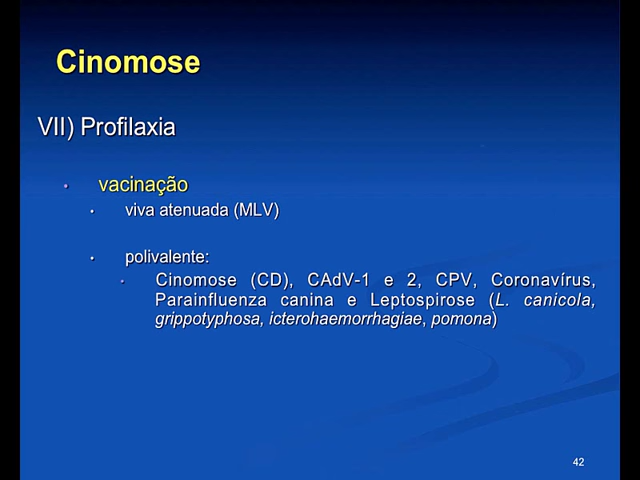 Cinomose
VII) Profilaxia
• vacinação
• viva atenuada (MLV)
• polivalente:
• Cinomose (CD), CAdV-1 e 2, CPV, Coronavírus,
Parainfluenza canina e Leptospirose (L. canicola,
grippotyphosa, icterohaemorrhagiae, pomona)
42